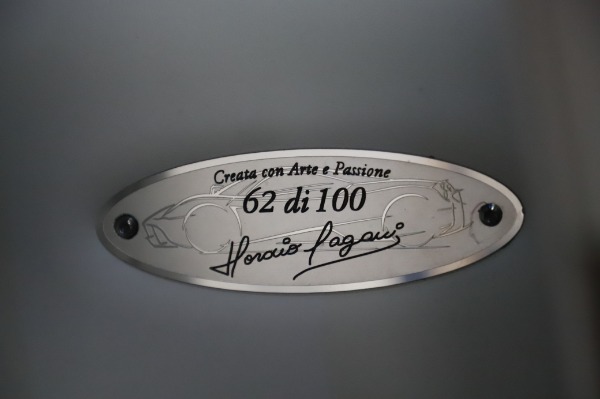 Creata con Arte e Passione
62 di 100
Horacio Pagani